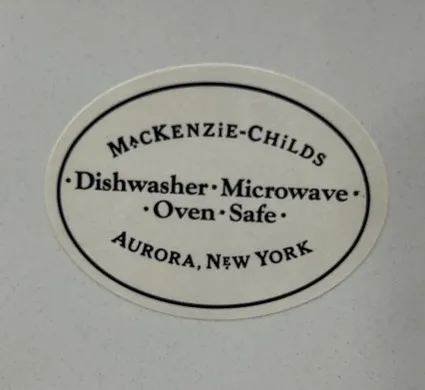 MacKenzie-Childs
·Dishwasher·Microwave·
·Oven·Safe·
Aurora, New York